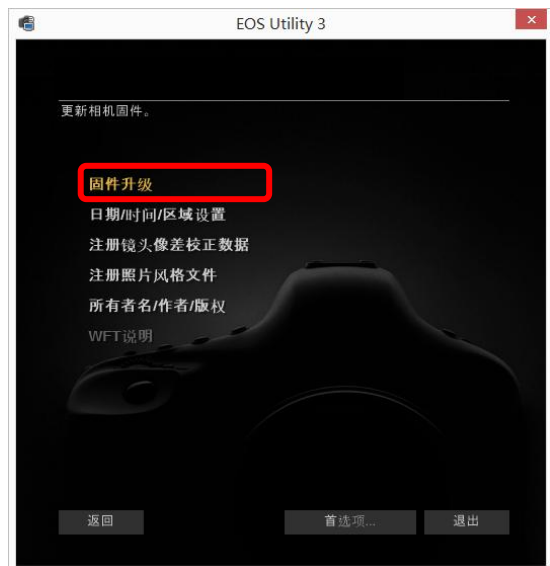 EOS Utility 3
更新相机固件。
固件升级
日期/时间/区域设置
注册镜头像差校正数据
注册照片风格文件
所有者名/作者/版权
WFT说明
返回
首选项...
退出